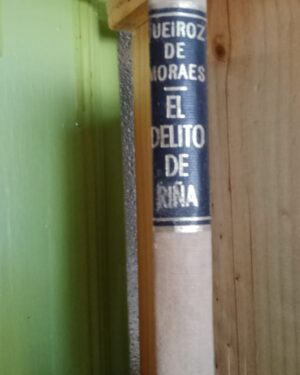 UEIROZ
DE
MORAES
EL
DELITO
DE
RIÑA